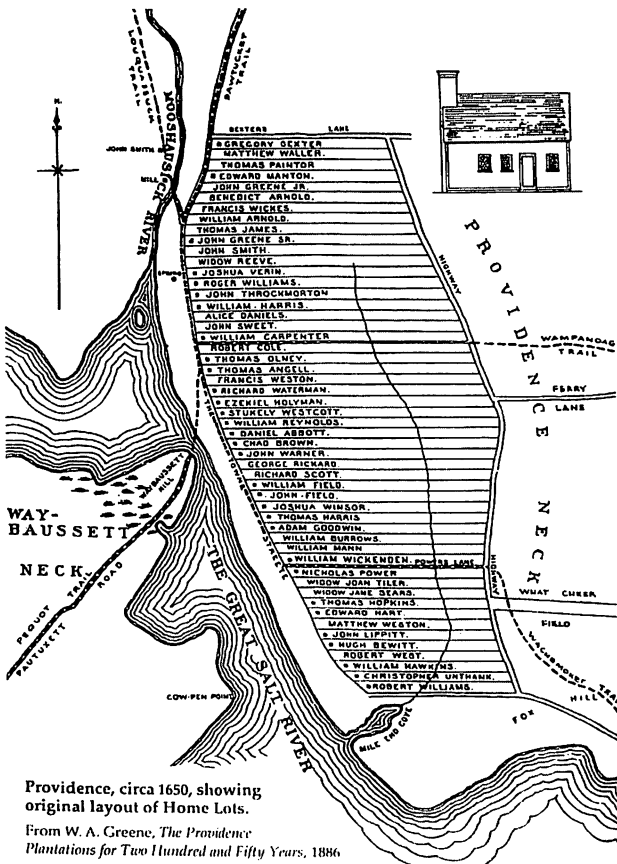 N.
LOCQUASQUSSUCK
TRAIL
PAWTUCKET TRAIL
MOOSHAUSICK RIVER
JOHN SMITH
MILL
SPRING
DEXTERS LANE
GREGORY DEXTER
MATTHEW WALLER.
THOMAS PAINTOR
EDWARD MANTON.
JOHN GREENE JR.
BENEDICT ARNOLD.
FRANCIS WICKES.
WILLIAM ARNOLD.
THOMAS JAMES.
JOHN GREENE SR.
JOHN SMITH.
WIDOW REEVE.
JOSHUA VERIN.
ROGER WILLIAMS.
JOHN THROCKMORTON
WILLIAM HARRIS.
ALICE DANIELS.
JOHN SWEET.
WILLIAM CARPENTER
ROBERT COLE.
THOMAS OLNEY.
THOMAS ANGELL.
FRANCIS WESTON.
RICHARD WATERMAN.
EZEKIEL HOLYMAN.
STUKELY WESTCOTT.
WILLIAM REYNOLDS.
DANIEL ABBOTT.
CHAD BROWN.
JOHN WARNER.
GEORGE RICKARD.
RICHARD SCOTT.
WILLIAM FIELD.
JOHN FIELD.
JOSHUA WINSOR.
THOMAS HARRIS
ADAM GOODWIN.
WILLIAM BURROWS.
WILLIAM MANN
WILLIAM WICKENDEN.
POWERS LANE.
NICHOLAS POWER
WIDOW JOAN TILER.
WIDOW JANE SEARS.
THOMAS HOPKINS.
EDWARD HART.
MATTHEW WESTON.
JOHN LIPPITT.
HUGH BEWITT.
ROBERT WEST.
WILLIAM HAWKINS.
CHRISTOPHER UNTHANK.
ROBERT WILLIAMS.
TOWNE STREETE
HIGHWAY
HIGHWAY
PROVIDENCE NECK
WAMPANOAG
TRAIL
FERRY
LANE
WHAT CHEER
FIELD
FOX HILL
WAY-
BAUSSETT
NECK
WAYBAUSSETT
HILL
PEQUOT TRAIL
PAUTUXETT ROAD
THE GREAT SALT RIVER
COW-PEN POINT
MILE END COVE
Providence, circa 1650, showing
original layout of Home Lots.
From W. A. Greene, The Providence
Plantations for Two Hundred and Fifty Years, 1886